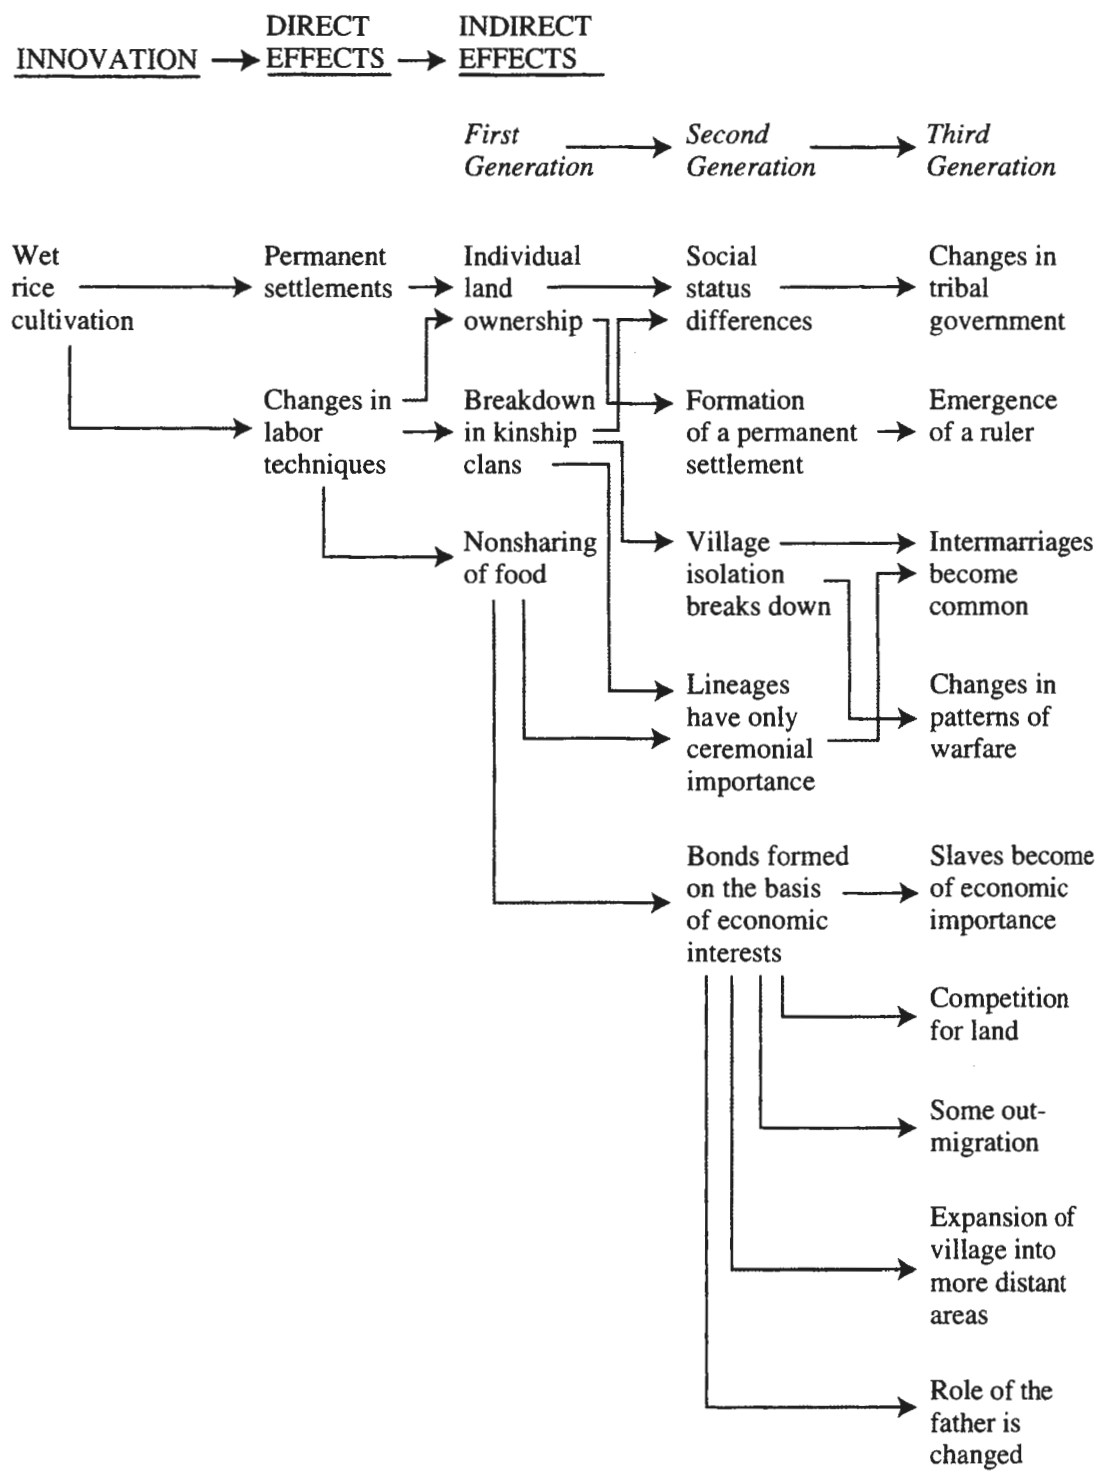 DIRECT
EFFECTS
INDIRECT
EFFECTS
INNOVATION
First
Generation
Second
Generation
Third
Generation
Wet
rice
cultivation
Permanent
settlements
Individual
land
ownership
Social
status
differences
Changes in
tribal
government
Changes in
labor
techniques
Breakdown
in kinship
clans
Formation
of a permanent
settlement
Emergence
of a ruler
Nonsharing
of food
Village
isolation
breaks down
Intermarriages
become
common
Lineages
have only
ceremonial
importance
Changes in
patterns of
warfare
Bonds formed
on the basis
of economic
interests
Slaves become
of economic
importance
Competition
for land
Some out-
migration
Expansion of
village into
more distant
areas
Role of the
father is
changed